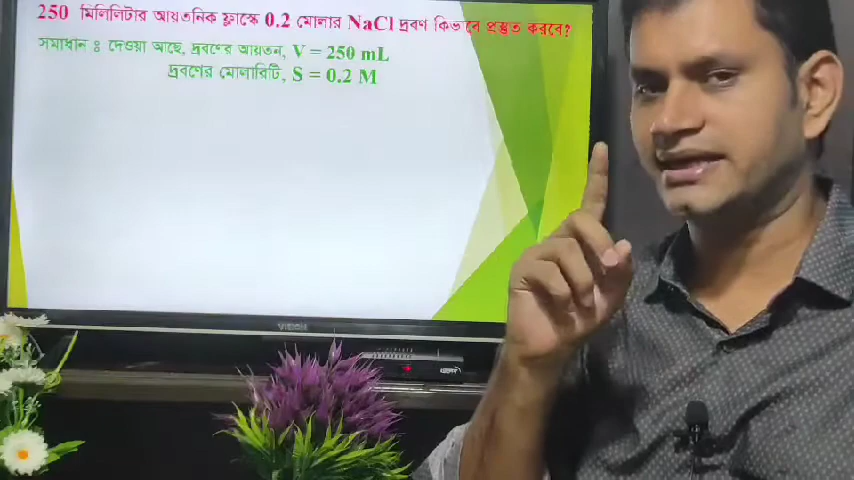 250 মিলিলিটার আয়তনিক ফ্লাস্কে 0.2 মোলার NaCl দ্রবণ কিভাবে প্রস্তুত করবে?
সমাধান ঃ দেওয়া আছে, দ্রবণের আয়তন, V = 250 mL
দ্রবণের মোলারিটি, S = 0.2 M
VISION